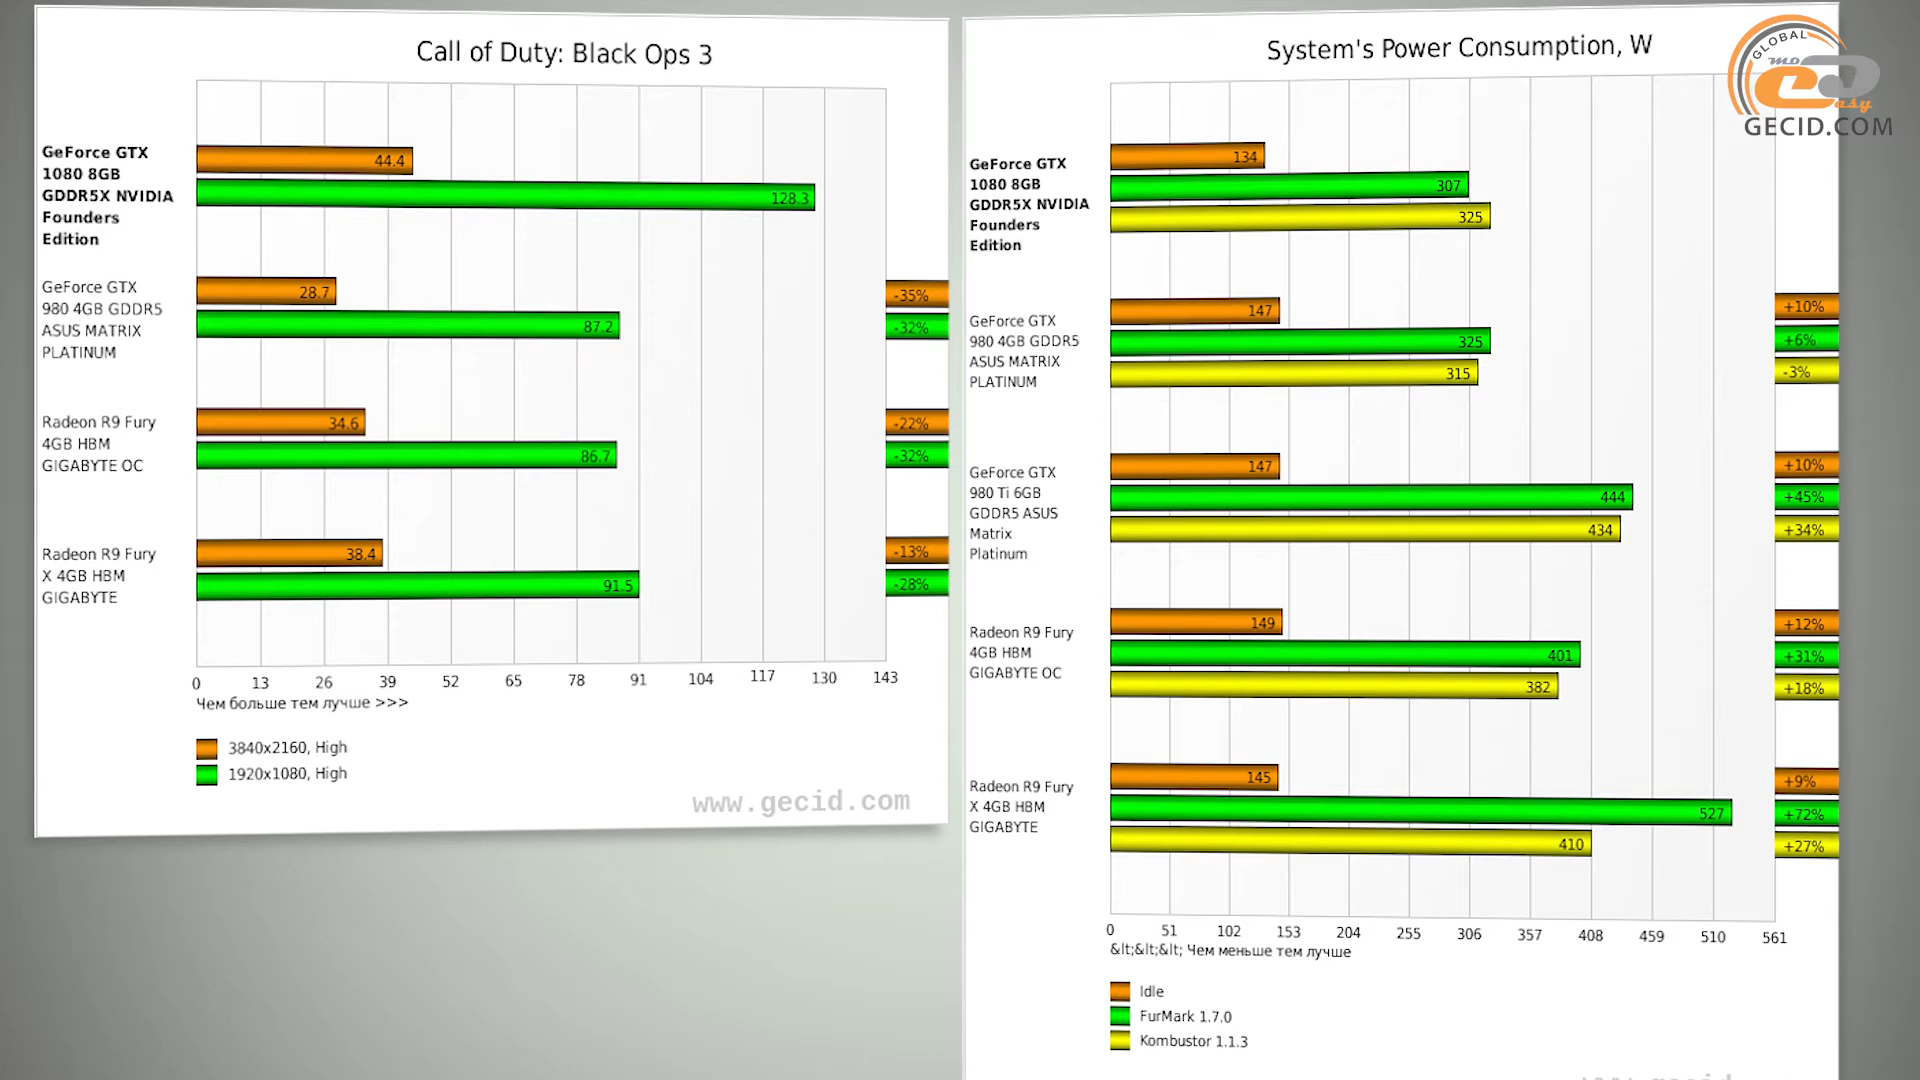 Call of Duty: Black Ops 3
GeForce GTX
1080 8GB
GDDR5X NVIDIA
Founders
Edition
44.4
128.3
GeForce GTX
980 4GB GDDR5
ASUS MATRIX
PLATINUM
28.7
87.2
-35%
-32%
Radeon R9 Fury
4GB HBM
GIGABYTE OC
34.6
86.7
-22%
-32%
Radeon R9 Fury
X 4GB HBM
GIGABYTE
38.4
91.5
-13%
-28%
0 13 26 39 52 65 78 91 104 117 130 143
Чем больше тем лучше >>>
3840x2160, High
1920x1080, High
www.gecid.com
System's Power Consumption, W
GeForce GTX
1080 8GB
GDDR5X NVIDIA
Founders
Edition
134
307
325
GeForce GTX
980 4GB GDDR5
ASUS MATRIX
PLATINUM
147
325
315
+10%
+6%
-3%
GeForce GTX
980 Ti 6GB
GDDR5 ASUS
Matrix
Platinum
147
444
434
+10%
+45%
+34%
Radeon R9 Fury
4GB HBM
GIGABYTE OC
149
401
382
+12%
+31%
+18%
Radeon R9 Fury
X 4GB HBM
GIGABYTE
145
527
410
+9%
+72%
+27%
0 51 102 153 204 255 306 357 408 459 510 561
&lt;&lt;&lt; Чем меньше тем лучше
Idle
FurMark 1.7.0
Kombustor 1.1.3
GLOBAL
GECID.COM